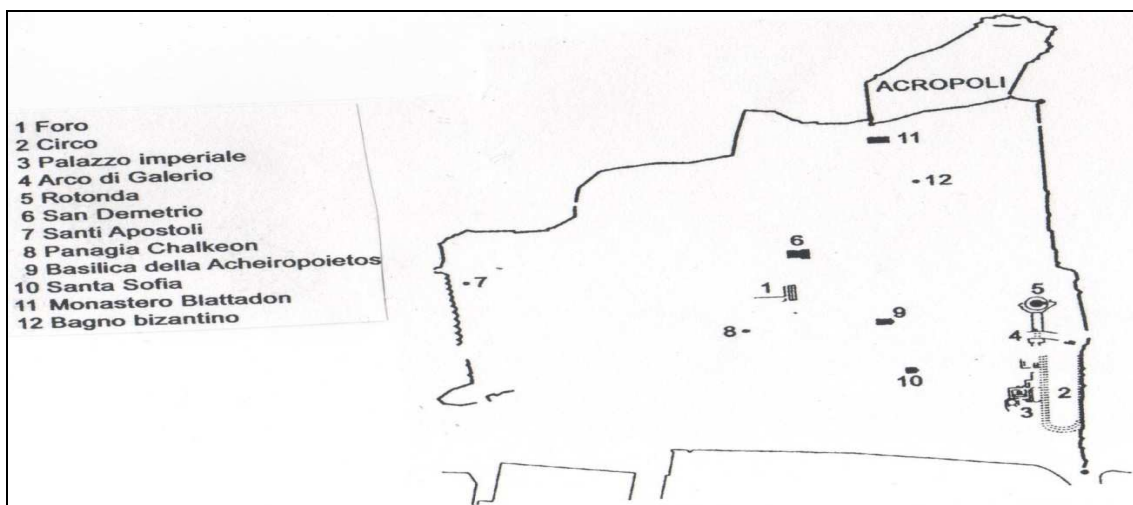 1 Foro
2 Circo
3 Palazzo imperiale
4 Arco di Galerio
5 Rotonda
6 San Demetrio
7 Santi Apostoli
8 Panagia Chalkeon
9 Basilica della Acheiropoietos
10 Santa Sofia
11 Monastero Blattadon
12 Bagno bizantino
ACROPOLI
11
12
6
7
1
5
9
8
4
10
2
3